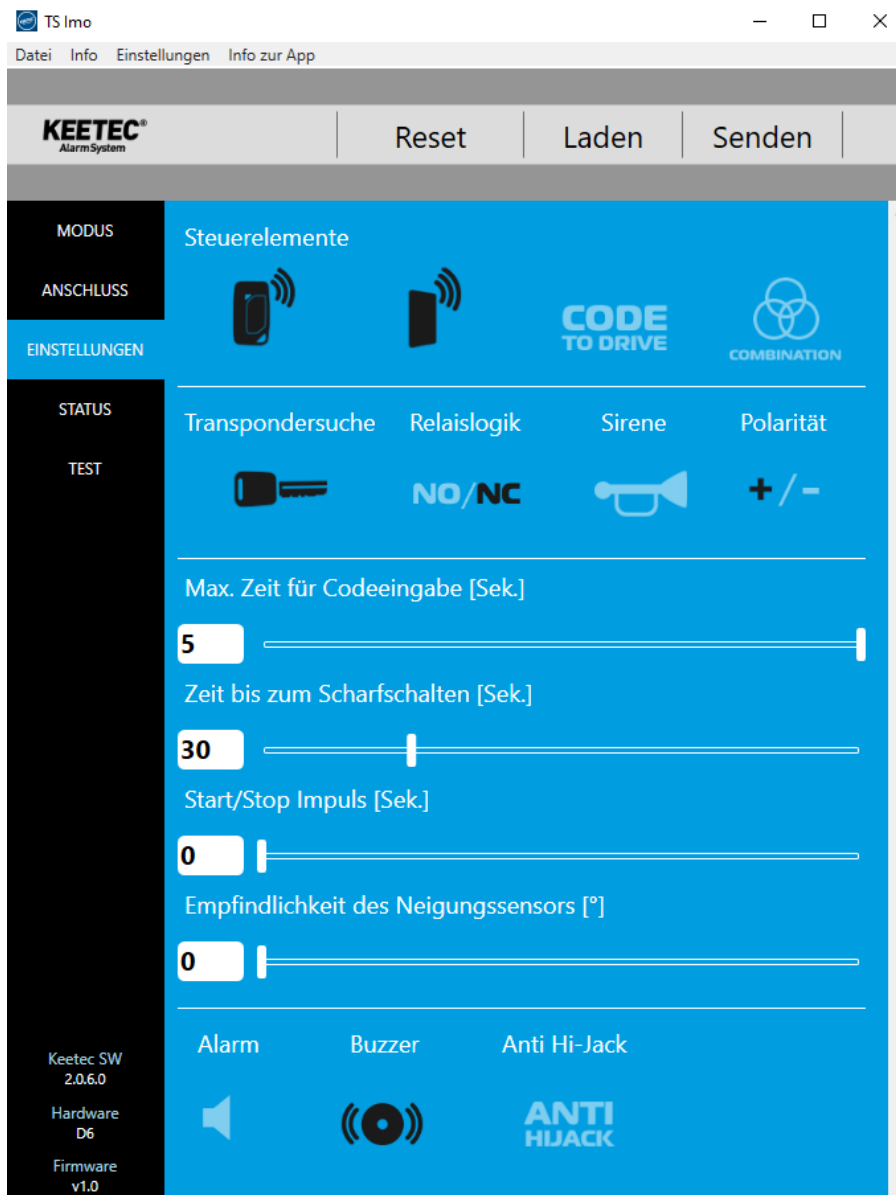 TS Imo
Datei Info Einstellungen Info zur App
KEETEC®
AlarmSystem
Reset Laden Senden
MODUS
ANSCHLUSS
EINSTELLUNGEN
STATUS
TEST
Steuerelemente
CODE
TO DRIVE
COMBINATION
Transpondersuche Relaislogik Sirene Polarität
NO/NC +/-
Max. Zeit für Codeeingabe [Sek.]
5
Zeit bis zum Scharfschalten [Sek.]
30
Start/Stop Impuls [Sek.]
0
Empfindlichkeit des Neigungssensors [°]
0
Alarm Buzzer Anti Hi-Jack
ANTI
HIJACK
Keetec SW
2.0.6.0
Hardware
D6
Firmware
v1.0